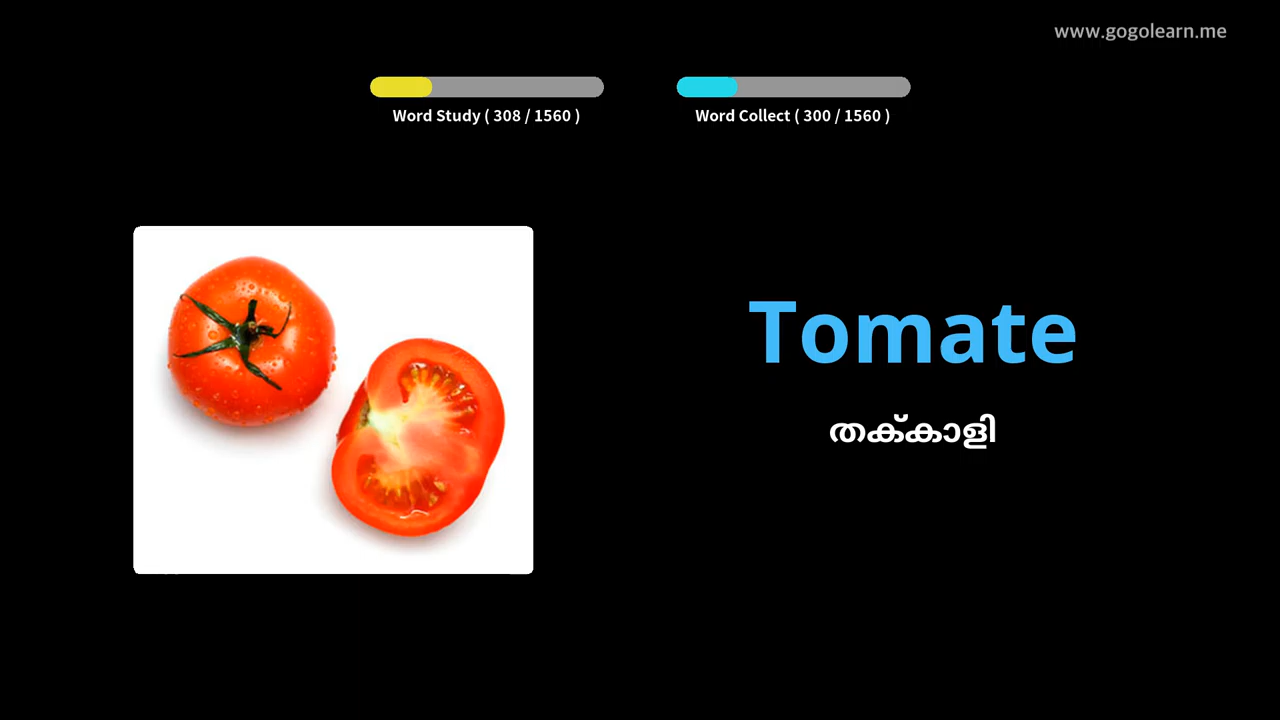 www.gogolearn.me
Word Study ( 308 / 1560 )
Word Collect ( 300 / 1560 )
Tomate
തക്കാളി